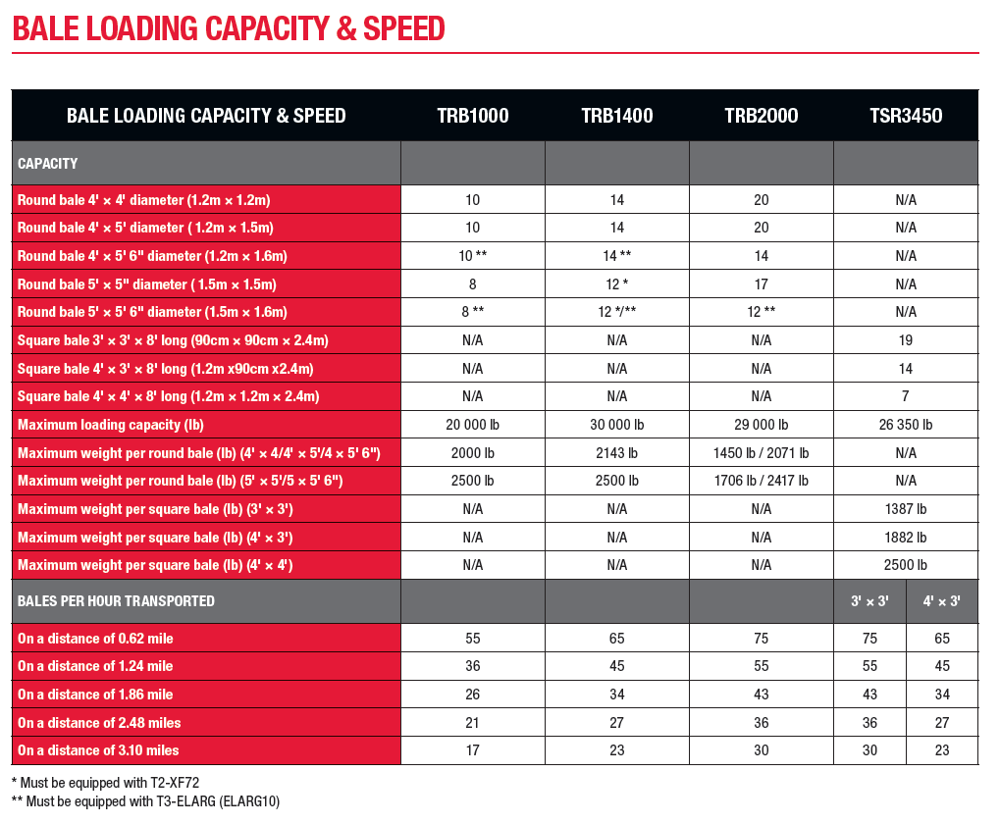 BALE LOADING CAPACITY & SPEED
BALE LOADING CAPACITY & SPEED TRB1000 TRB1400 TRB2000 TSR3450
CAPACITY
Round bale 4' × 4' diameter (1.2m × 1.2m) 10 14 20 N/A
Round bale 4' × 5' diameter ( 1.2m × 1.5m) 10 14 20 N/A
Round bale 4' × 5' 6" diameter (1.2m × 1.6m) 10 ** 14 ** 14 N/A
Round bale 5' × 5" diameter ( 1.5m × 1.5m) 8 12 * 17 N/A
Round bale 5' × 5' 6" diameter (1.5m × 1.6m) 8 ** 12 */** 12 ** N/A
Square bale 3' × 3' × 8' long (90cm × 90cm × 2.4m) N/A N/A N/A 19
Square bale 4' × 3' × 8' long (1.2m x90cm x2.4m) N/A N/A N/A 14
Square bale 4' × 4' × 8' long (1.2m × 1.2m × 2.4m) N/A N/A N/A 7
Maximum loading capacity (lb) 20 000 lb 30 000 lb 29 000 lb 26 350 lb
Maximum weight per round bale (lb) (4' × 4/4' × 5'/4 × 5' 6") 2000 lb 2143 lb 1450 lb / 2071 lb N/A
Maximum weight per round bale (lb) (5' × 5'/5 × 5' 6") 2500 lb 2500 lb 1706 lb / 2417 lb N/A
Maximum weight per square bale (lb) (3' × 3') N/A N/A N/A 1387 lb
Maximum weight per square bale (lb) (4' × 3') N/A N/A N/A 1882 lb
Maximum weight per square bale (lb) (4' × 4') N/A N/A N/A 2500 lb
BALES PER HOUR TRANSPORTED 3' × 3' 4' × 3'
On a distance of 0.62 mile 55 65 75 75 65
On a distance of 1.24 mile 36 45 55 55 45
On a distance of 1.86 mile 26 34 43 43 34
On a distance of 2.48 miles 21 27 36 36 27
On a distance of 3.10 miles 17 23 30 30 23
* Must be equipped with T2-XF72
** Must be equipped with T3-ELARG (ELARG10)